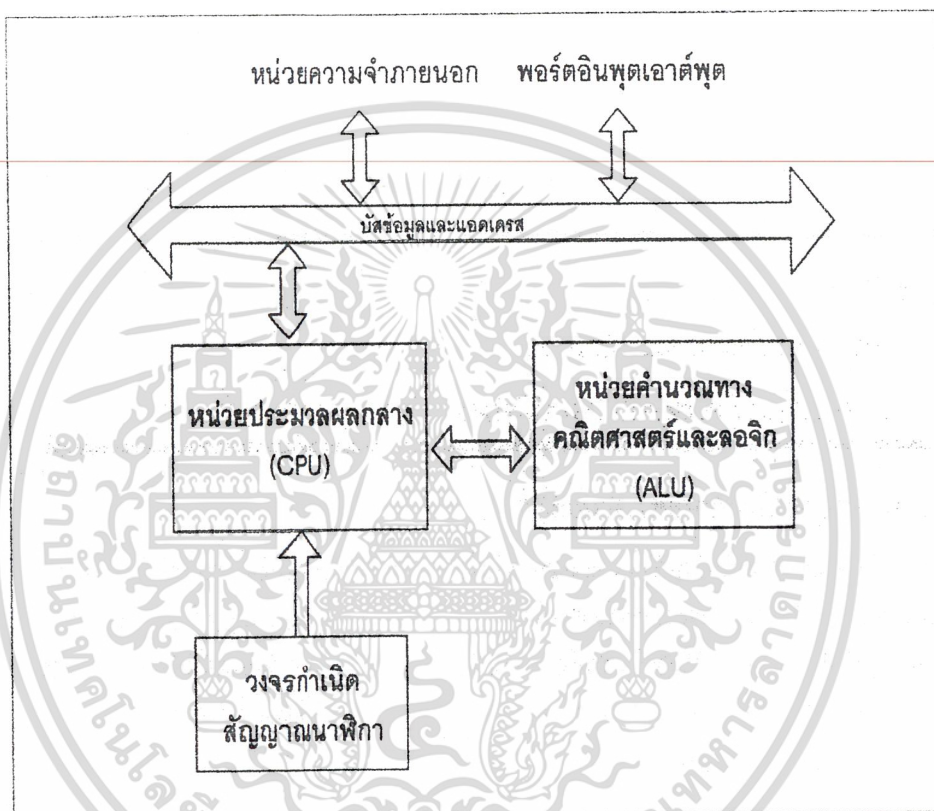 หน่วยความจำภายนอก พอร์ตอินพุตเอาต์พุต
บัสข้อมูลและแอดเดรส
หน่วยประมวลผลกลาง
(CPU)
หน่วยคำนวณทาง
คณิตศาสตร์และลอจิก
(ALU)
วงจรกำเนิด
สัญญาณนาฬิกา